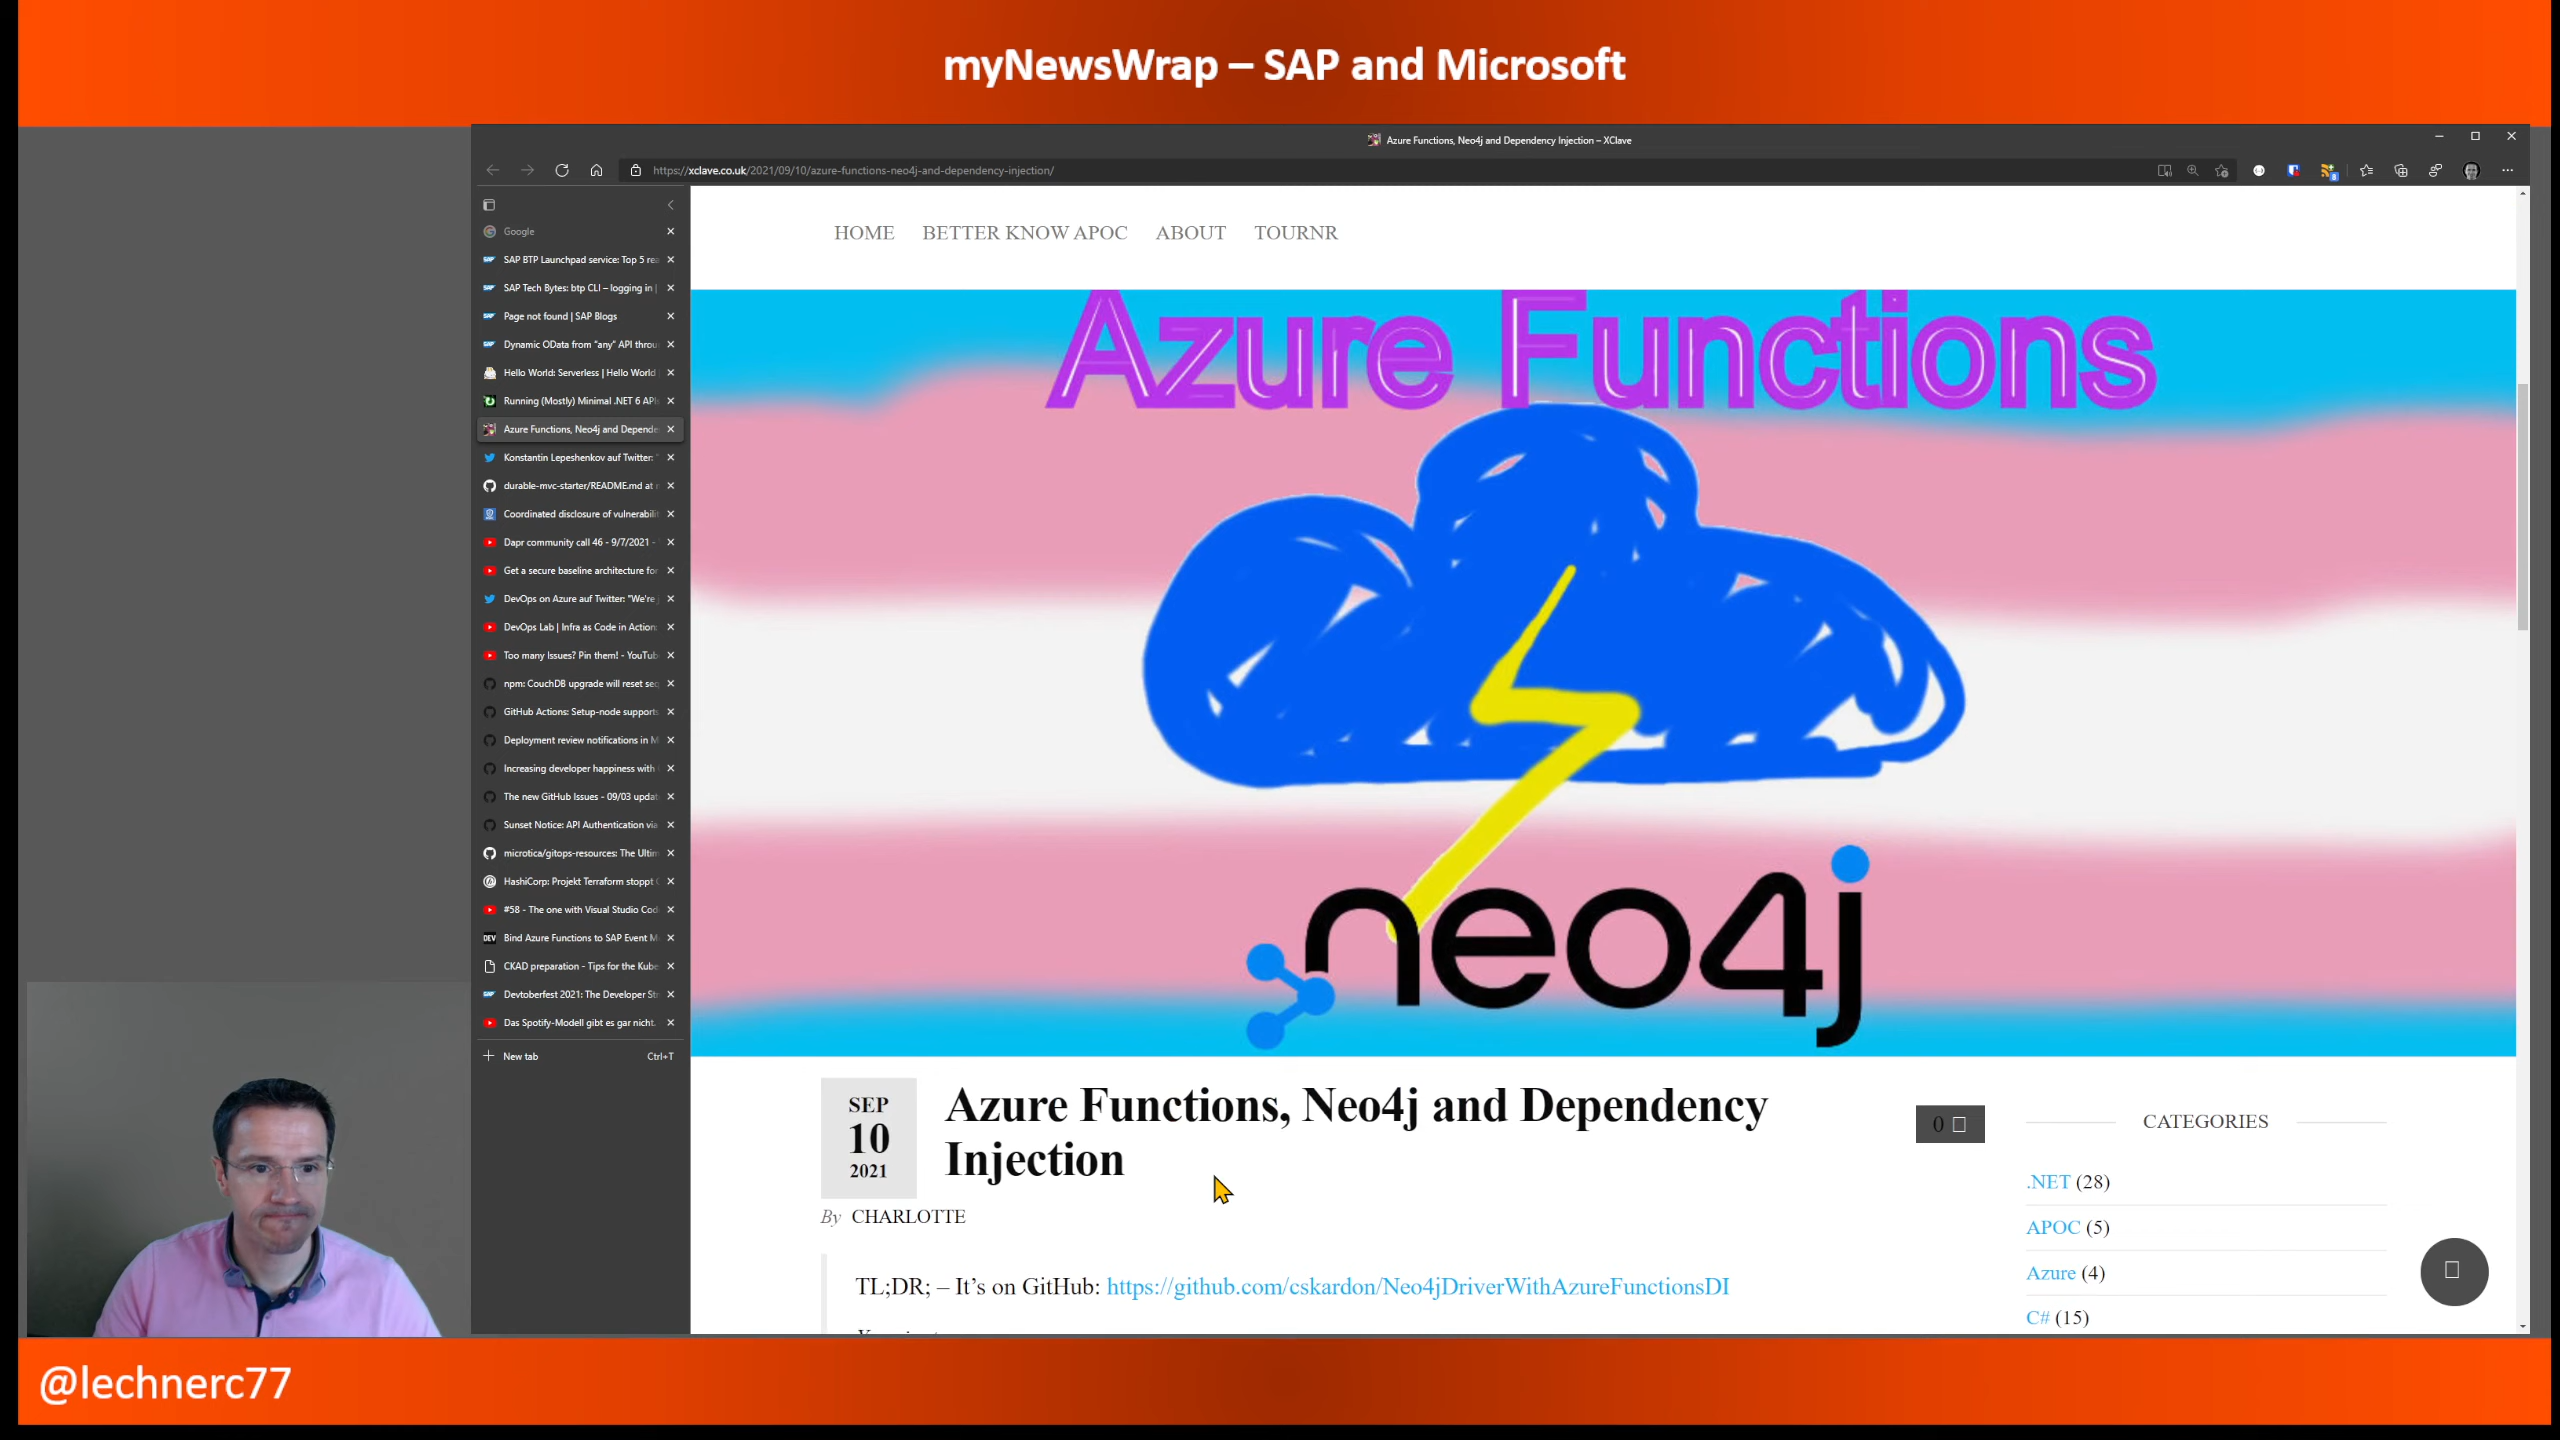 myNewsWrap – SAP and Microsoft
Azure Functions, Neo4j and Dependency Injection – XClave
https://xclave.co.uk/2021/09/10/azure-functions-neo4j-and-dependency-injection/
Google
SAP BTP Launchpad service: Top 5 rea
SAP Tech Bytes: btp CLI – logging in |
Page not found | SAP Blogs
Dynamic OData from “any” API throu
Hello World: Serverless | Hello World
Running (Mostly) Minimal .NET 6 API
Azure Functions, Neo4j and Depende
Konstantin Lepeshenkov auf Twitter: "
durable-mvc-starter/README.md at
Coordinated disclosure of vulnerabilit
Dapr community call 46 - 9/7/2021 -
Get a secure baseline architecture for
DevOps on Azure auf Twitter: "We're
DevOps Lab | Infra as Code in Action:
Too many Issues? Pin them! - YouTub
npm: CouchDB upgrade will reset seq
GitHub Actions: Setup-node supports
Deployment review notifications in M
Increasing developer happiness with
The new GitHub Issues - 09/03 updat
Sunset Notice: API Authentication via
microtica/gitops-resources: The Ultim
HashiCorp: Projekt Terraform stoppt
#58 - The one with Visual Studio Cod
DEV Bind Azure Functions to SAP Event M
CKAD preparation - Tips for the Kube
Devtoberfest 2021: The Developer St
Das Spotify-Modell gibt es gar nicht.
New tab Ctrl+T
HOME BETTER KNOW APOC ABOUT TOURNR
Azure Functions
neo4j
SEP
10
2021
Azure Functions, Neo4j and Dependency
Injection
0
By CHARLOTTE
TL;DR; – It’s on GitHub: https://github.com/cskardon/Neo4jDriverWithAzureFunctionsDI
CATEGORIES
.NET (28)
APOC (5)
Azure (4)
C# (15)
@lechnerc77